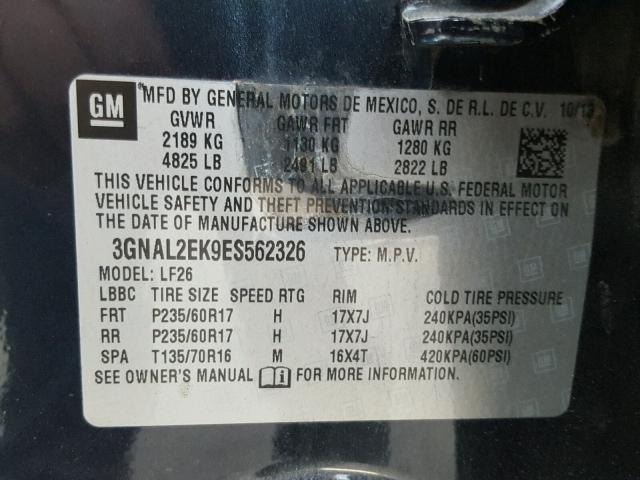 GM
MFD BY GENERAL MOTORS DE MEXICO, S. DE R.L. DE C.V. 10/13
GVWR GAWR FRT GAWR RR
2189 KG 1130 KG 1280 KG
4825 LB 2491 LB 2822 LB
THIS VEHICLE CONFORMS TO ALL APPLICABLE U.S. FEDERAL MOTOR
VEHICLE SAFETY AND THEFT PREVENTION STANDARDS IN EFFECT ON
THE DATE OF MANUFACTURE SHOWN ABOVE.
3GNAL2EK9ES562326 TYPE: M.P.V.
MODEL: LF26
LBBC TIRE SIZE SPEED RTG RIM COLD TIRE PRESSURE
FRT P235/60R17 H 17X7J 240KPA(35PSI)
RR P235/60R17 H 17X7J 240KPA(35PSI)
SPA T135/70R16 M 16X4T 420KPA(60PSI)
SEE OWNER'S MANUAL FOR MORE INFORMATION.